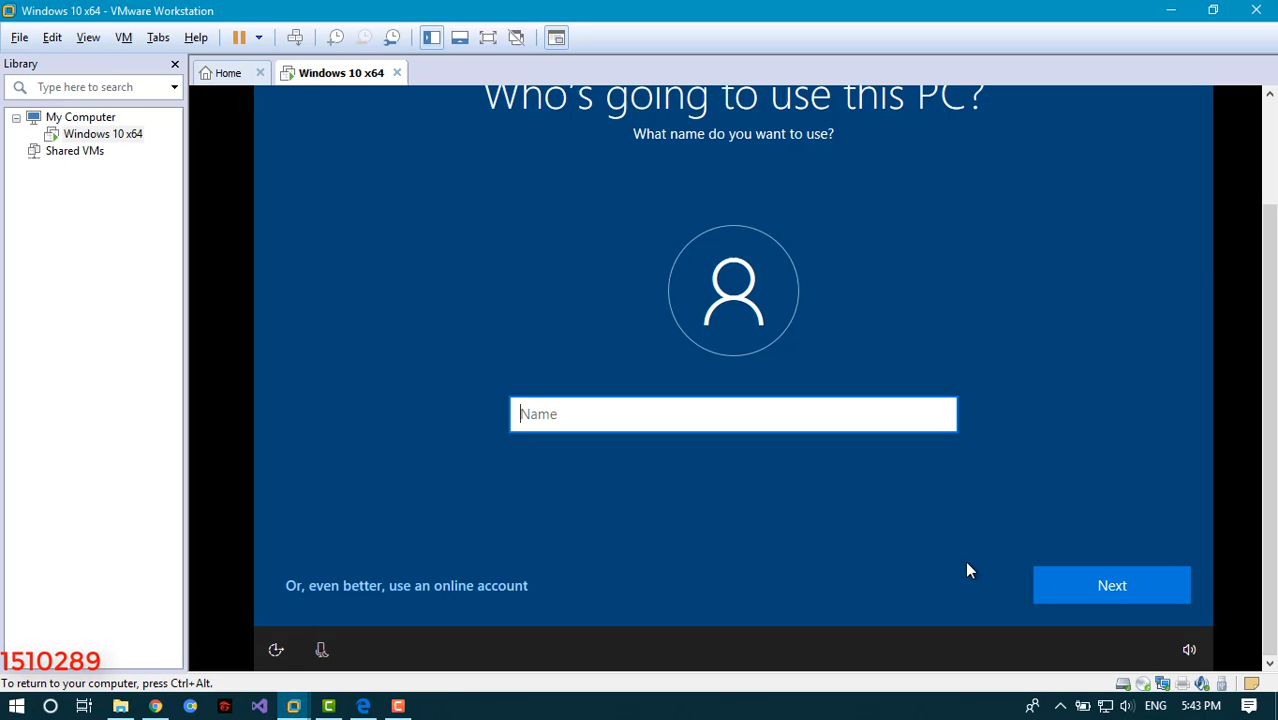 Windows 10 x64 - VMware Workstation
File Edit View VM Tabs Help
Library
Type here to search
My Computer
Windows 10 x64
Shared VMs
Home
Windows 10 x64
Who's going to use this PC?
What name do you want to use?
Name
Or, even better, use an online account
Next
1510289
To return to your computer, press Ctrl+Alt.
ENG
5:43 PM